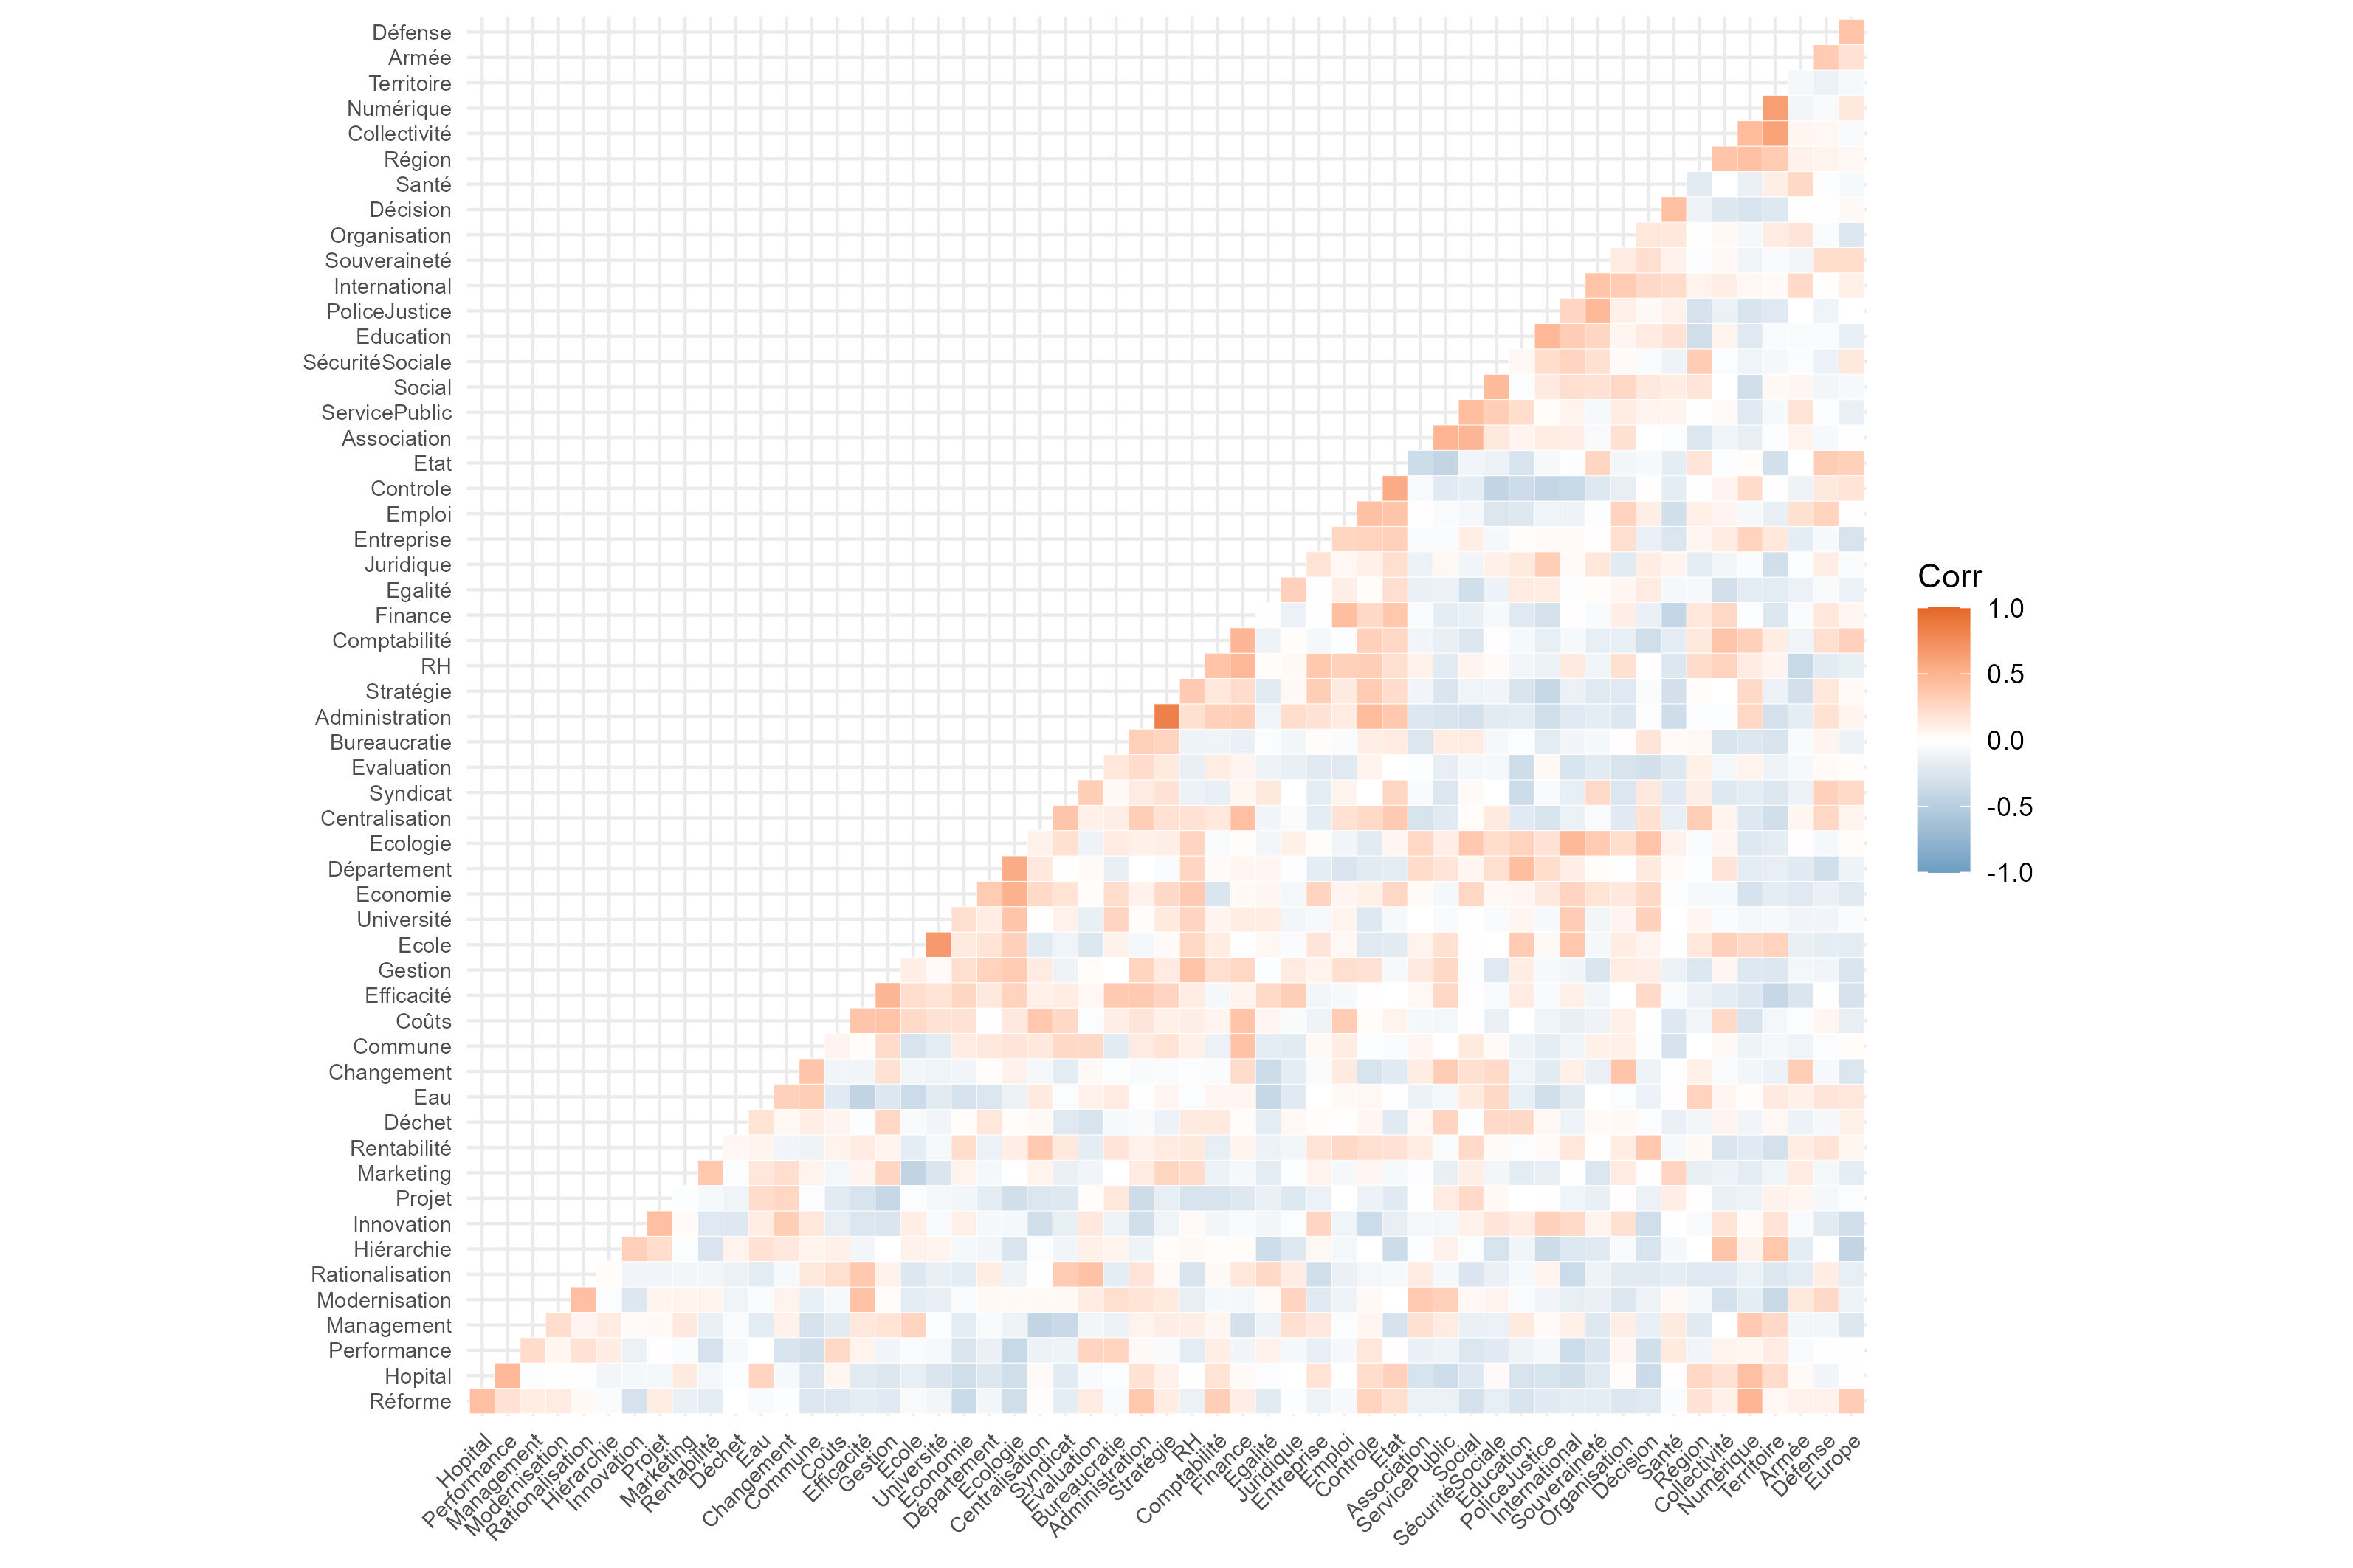 Défense
Armée
Territoire
Numérique
Collectivité
Région
Santé
Décision
Organisation
Souveraineté
International
PoliceJustice
Education
SécuritéSociale
Social
ServicePublic
Association
Etat
Controle
Emploi
Entreprise
Juridique
Egalité
Finance
Comptabilité
RH
Stratégie
Administration
Bureaucratie
Evaluation
Syndicat
Centralisation
Ecologie
Département
Economie
Université
Ecole
Gestion
Efficacité
Coûts
Commune
Changement
Eau
Déchet
Rentabilité
Marketing
Projet
Innovation
Hiérarchie
Rationalisation
Modernisation
Management
Performance
Hopital
Réforme
Hopital
Performance
Management
Modernisation
Rationalisation
Hiérarchie
Innovation
Projet
Marketing
Rentabilité
Déchet
Eau
Changement
Commune
Coûts
Efficacité
Gestion
Ecole
Université
Economie
Département
Ecologie
Centralisation
Syndicat
Evaluation
Bureaucratie
Administration
Stratégie
RH
Comptabilité
Finance
Egalité
Juridique
Entreprise
Emploi
Controle
Etat
Association
ServicePublic
Social
SécuritéSociale
Education
PoliceJustice
International
Souveraineté
Organisation
Décision
Santé
Région
Collectivité
Numérique
Territoire
Armée
Défense
Europe
Corr
1.0
0.5
0.0
-0.5
-1.0